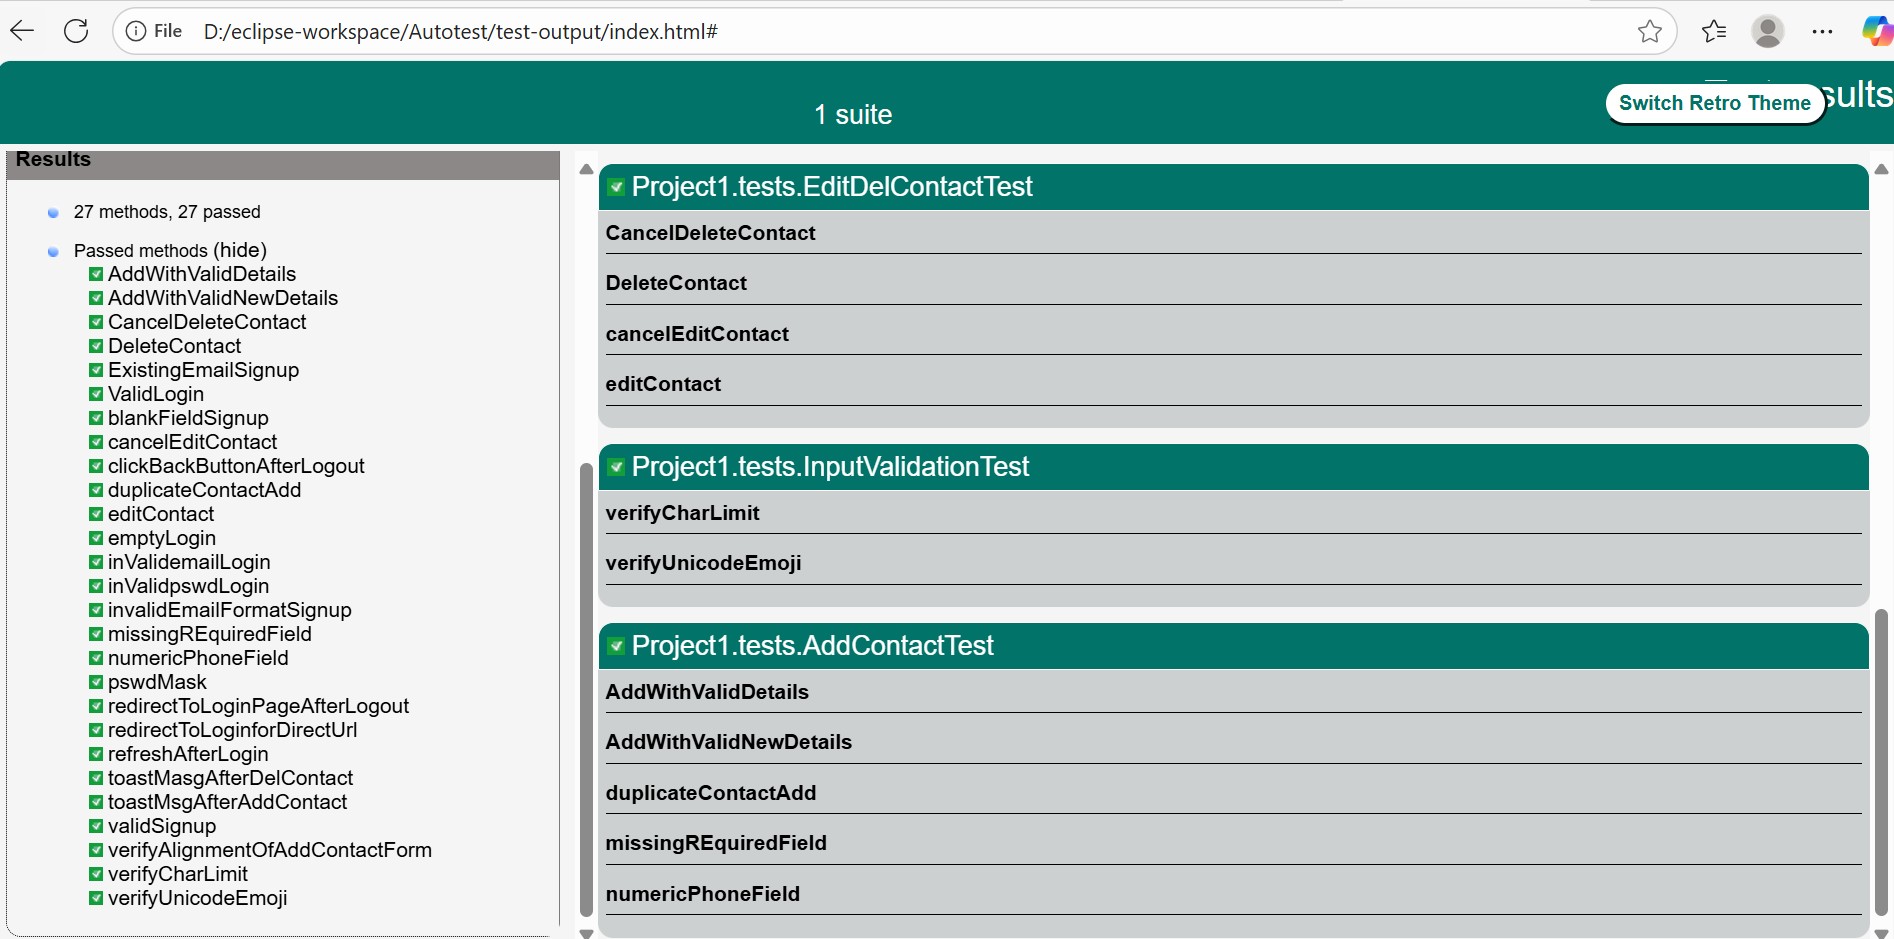 File D:/eclipse-workspace/Autotest/test-output/index.html#
1 suite
Switch Retro Theme
Results
27 methods, 27 passed
Passed methods (hide)
AddWithValidDetails
AddWithValidNewDetails
CancelDeleteContact
DeleteContact
ExistingEmailSignup
ValidLogin
blankFieldSignup
cancelEditContact
clickBackButtonAfterLogout
duplicateContactAdd
editContact
emptyLogin
inValidemailLogin
inValidpswdLogin
invalidEmailFormatSignup
missingREquiredField
numericPhoneField
pswdMask
redirectToLoginPageAfterLogout
redirectToLoginforDirectUrl
refreshAfterLogin
toastMasgAfterDelContact
toastMsgAfterAddContact
validSignup
verifyAlignmentOfAddContactForm
verifyCharLimit
verifyUnicodeEmoji
Project1.tests.EditDelContactTest
CancelDeleteContact
DeleteContact
cancelEditContact
editContact
Project1.tests.InputValidationTest
verifyCharLimit
verifyUnicodeEmoji
Project1.tests.AddContactTest
AddWithValidDetails
AddWithValidNewDetails
duplicateContactAdd
missingREquiredField
numericPhoneField